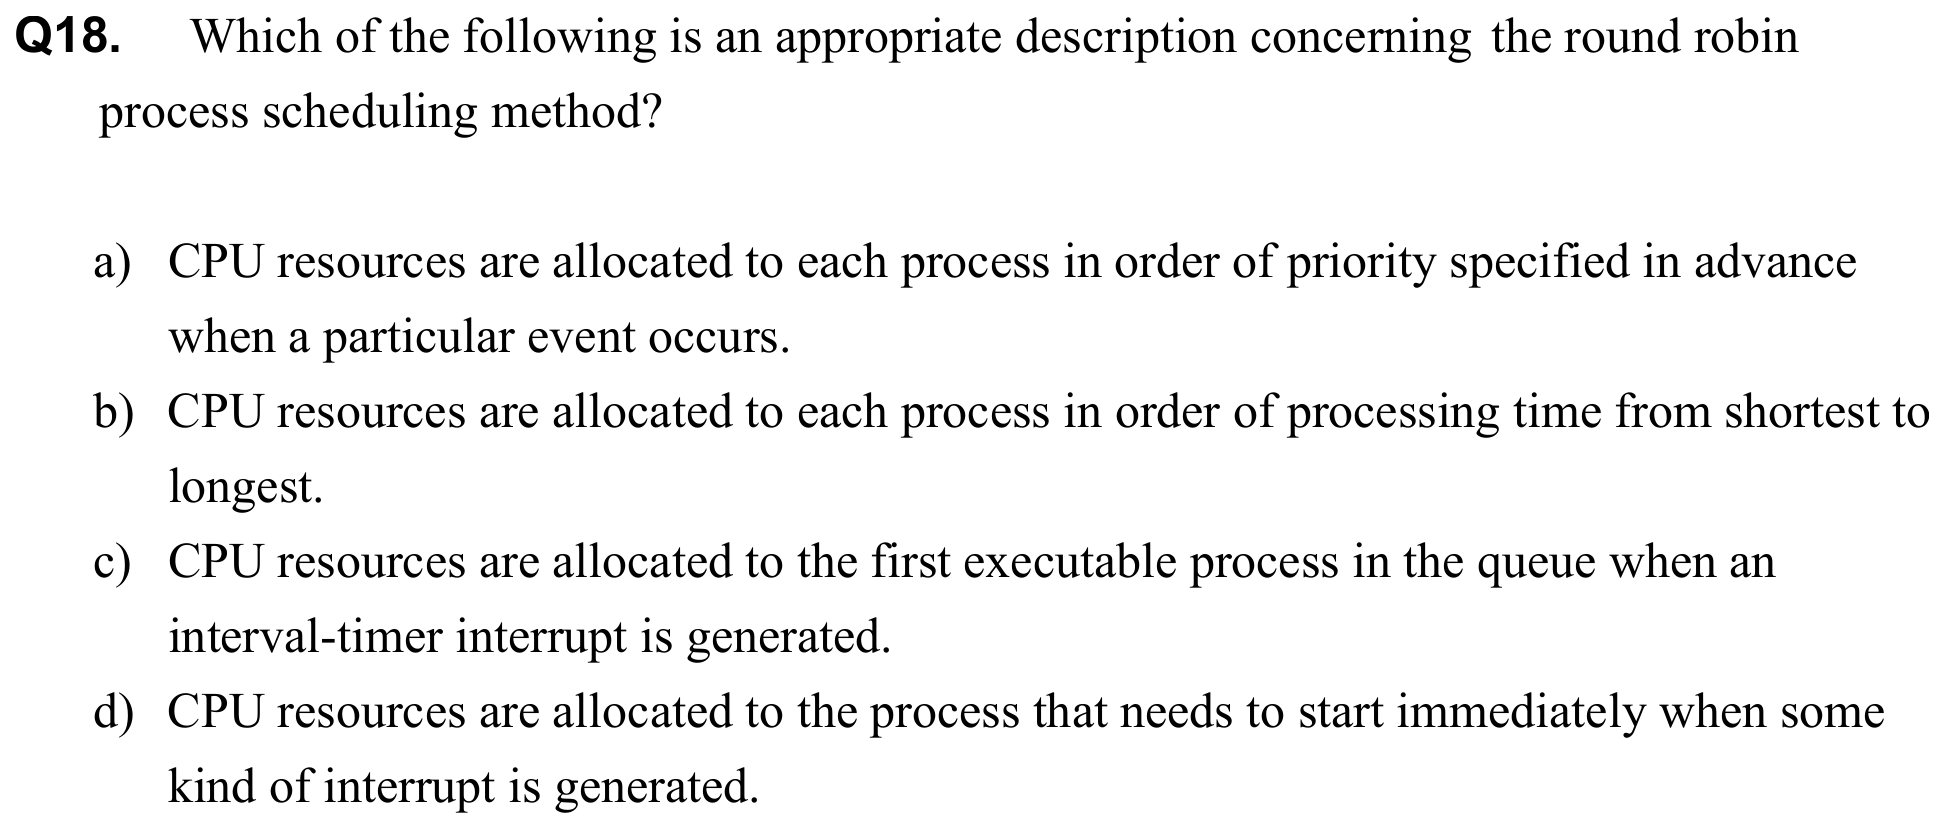 Q18. Which of the following is an appropriate description concerning the round robin
process scheduling method?
a) CPU resources are allocated to each process in order of priority specified in advance
when a particular event occurs.
b) CPU resources are allocated to each process in order of processing time from shortest to
longest.
c) CPU resources are allocated to the first executable process in the queue when an
interval-timer interrupt is generated.
d) CPU resources are allocated to the process that needs to start immediately when some
kind of interrupt is generated.